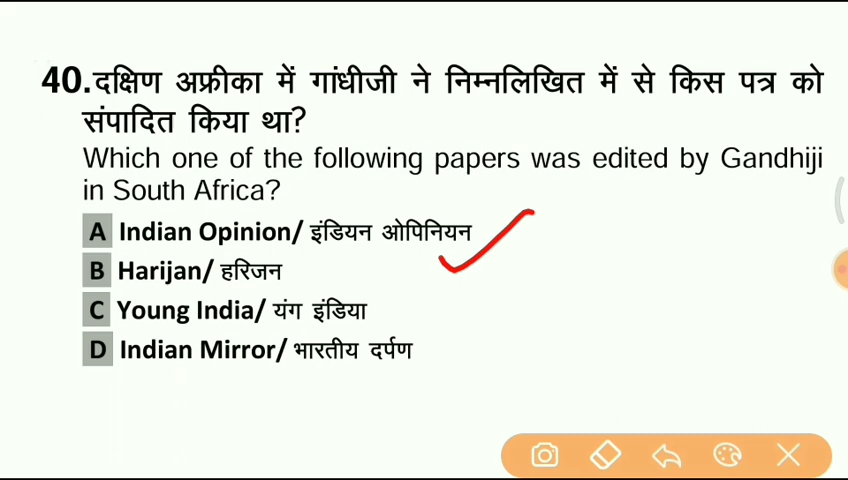 40.दक्षिण अफ्रीका में गांधीजी ने निम्नलिखित में से किस पत्र को
संपादित किया था?
Which one of the following papers was edited by Gandhiji
in South Africa?
A Indian Opinion/ इंडियन ओपिनियन
B Harijan/ हरिजन
C Young India/ यंग इंडिया
D Indian Mirror/ भारतीय दर्पण